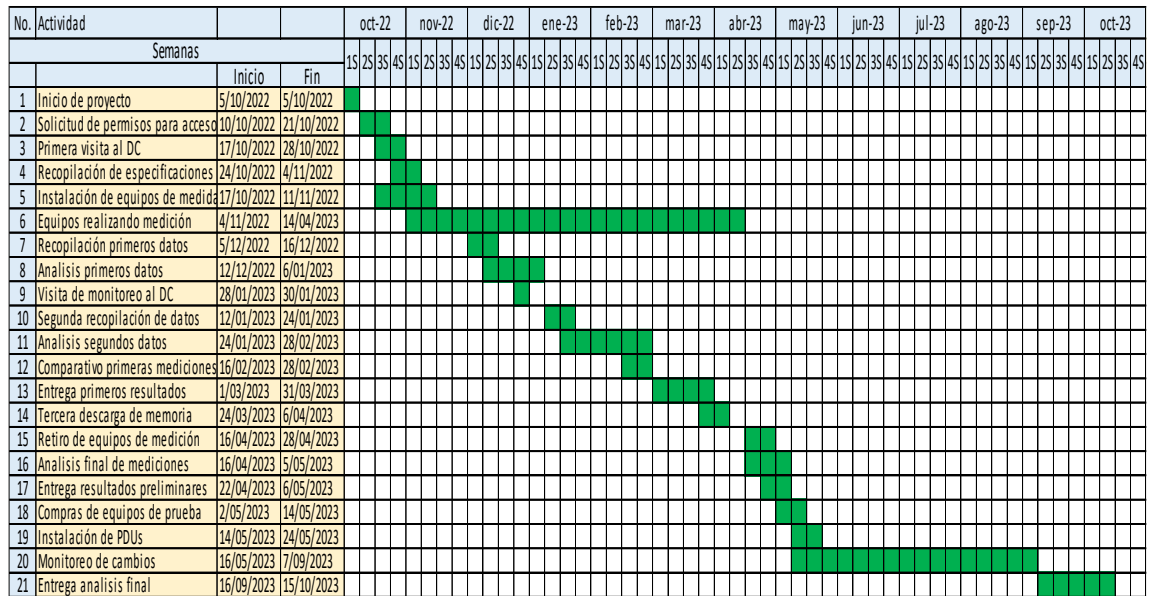 No. Actividad oct-22 nov-22 dic-22 ene-23 feb-23 mar-23 abr-23 may-23 jun-23 jul-23 ago-23 sep-23 oct-23
Semanas 1S 2S 3S 4S 1S 2S 3S 4S 1S 2S 3S 4S 1S 2S 3S 4S 1S 2S 3S 4S 1S 2S 3S 4S 1S 2S 3S 4S 1S 2S 3S 4S 1S 2S 3S 4S 1S 2S 3S 4S 1S 2S 3S 4S 1S 2S 3S 4S 1S 2S 3S 4S
Inicio Fin
1 Inicio de proyecto 5/10/2022 5/10/2022
2 Solicitud de permisos para acceso 10/10/2022 21/10/2022
3 Primera visita al DC 17/10/2022 28/10/2022
4 Recopilación de especificaciones 24/10/2022 4/11/2022
5 Instalación de equipos de medida 17/10/2022 11/11/2022
6 Equipos realizando medición 4/11/2022 14/04/2023
7 Recopilación primeros datos 5/12/2022 16/12/2022
8 Analisis primeros datos 12/12/2022 6/01/2023
9 Visita de monitoreo al DC 28/01/2023 30/01/2023
10 Segunda recopilación de datos 12/01/2023 24/01/2023
11 Analisis segundos datos 24/01/2023 28/02/2023
12 Comparativo primeras mediciones 16/02/2023 28/02/2023
13 Entrega primeros resultados 1/03/2023 31/03/2023
14 Tercera descarga de memoria 24/03/2023 6/04/2023
15 Retiro de equipos de medición 16/04/2023 28/04/2023
16 Analisis final de mediciones 16/04/2023 5/05/2023
17 Entrega resultados preliminares 22/04/2023 6/05/2023
18 Compras de equipos de prueba 2/05/2023 14/05/2023
19 Instalación de PDUs 14/05/2023 24/05/2023
20 Monitoreo de cambios 16/05/2023 7/09/2023
21 Entrega analisis final 16/09/2023 15/10/2023